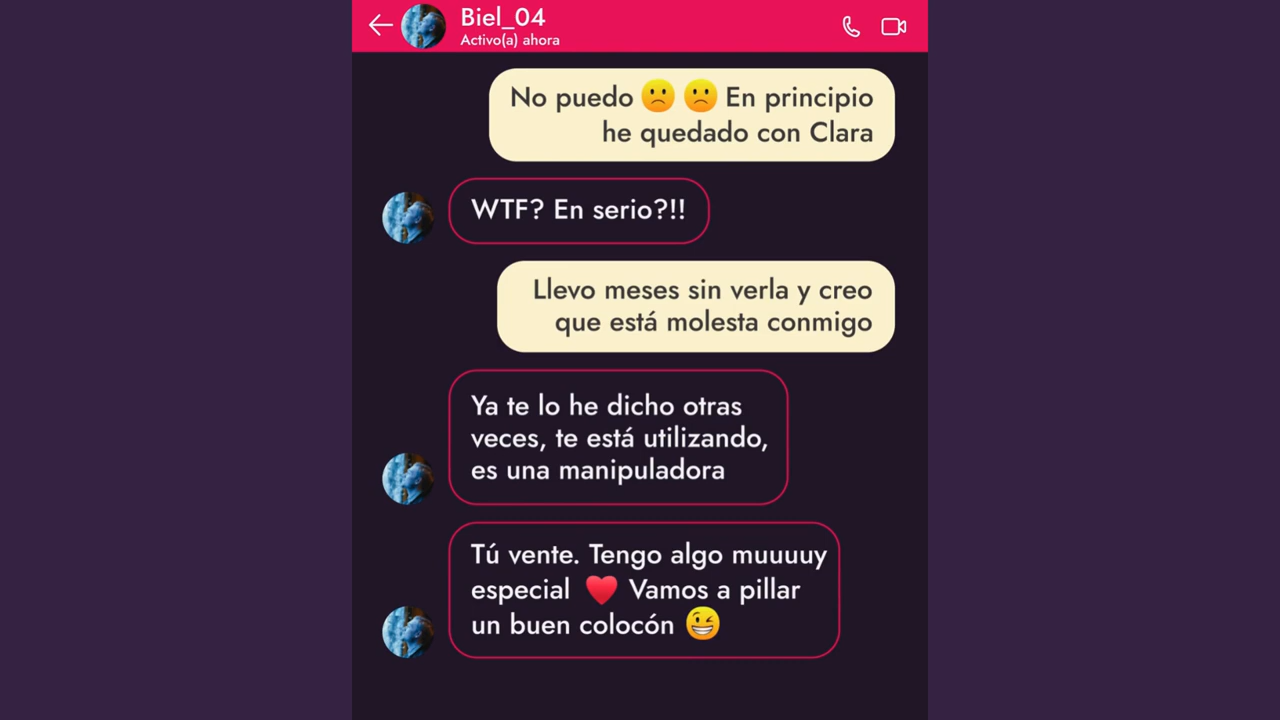 Biel_04
Activo(a) ahora
No puedo 🙁 🙁 En principio
he quedado con Clara
WTF? En serio?!!
Llevo meses sin verla y creo
que está molesta conmigo
Ya te lo he dicho otras
veces, te está utilizando,
es una manipuladora
Tú vente. Tengo algo muuuuy
especial ♥️ Vamos a pillar
un buen colocón 😆